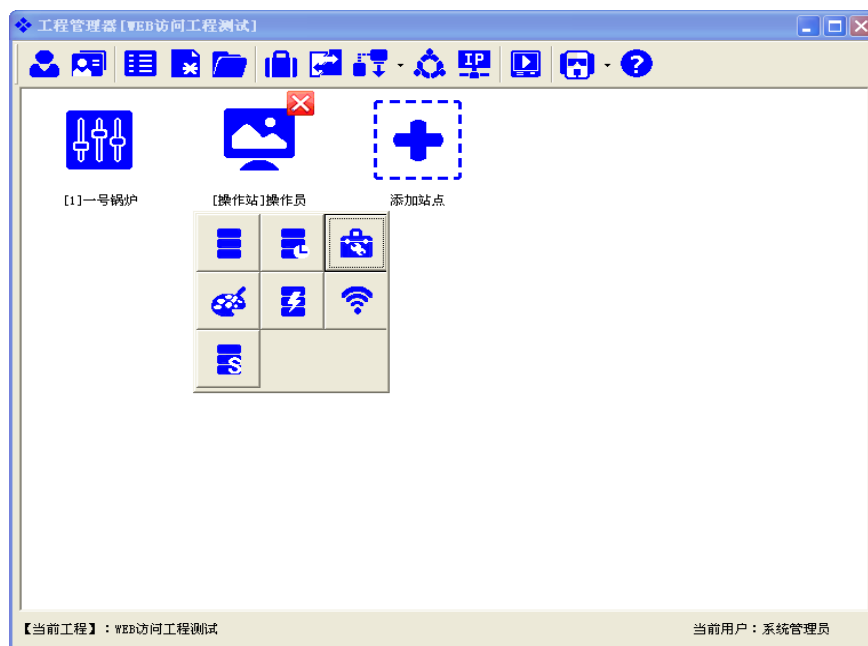 工程管理器[WEB访问工程测试]
IP
[1]一号锅炉
[操作站]操作员
添加站点
S
【当前工程】：WEB访问工程测试
当前用户：系统管理员